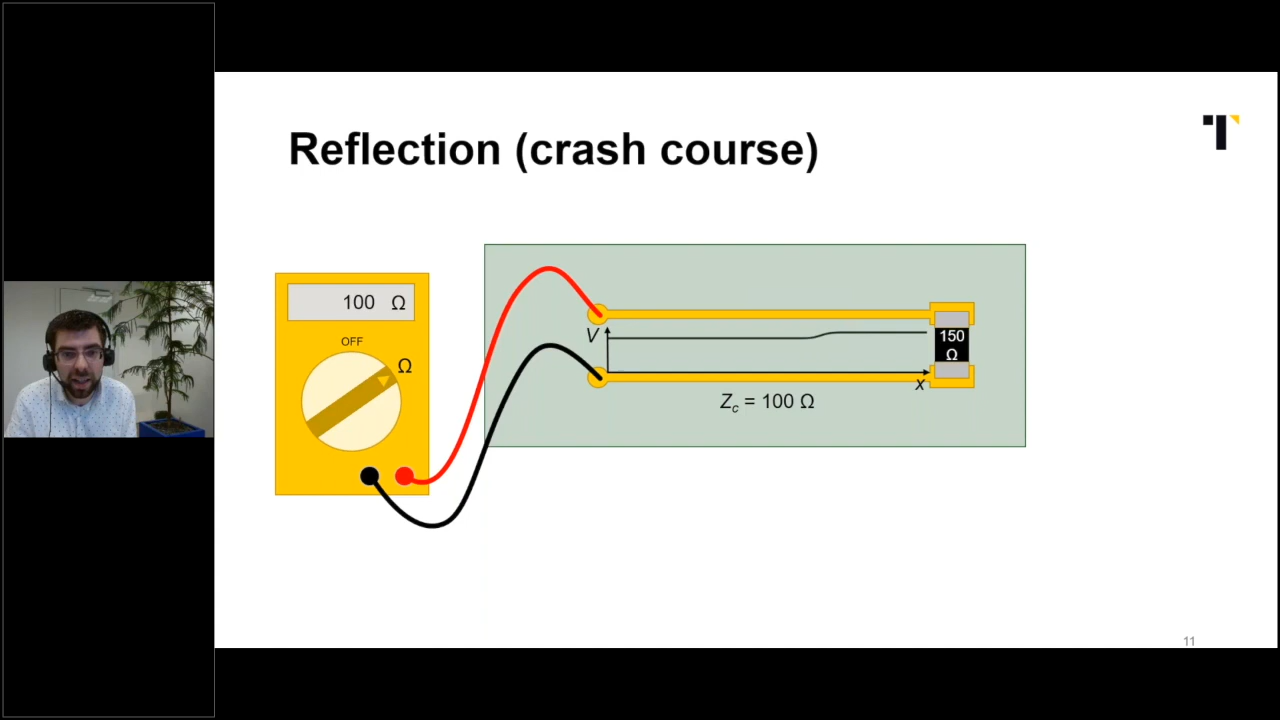 Reflection (crash course)
100 Ω
OFF
Ω
V
150
Ω
x
Zc = 100 Ω
11